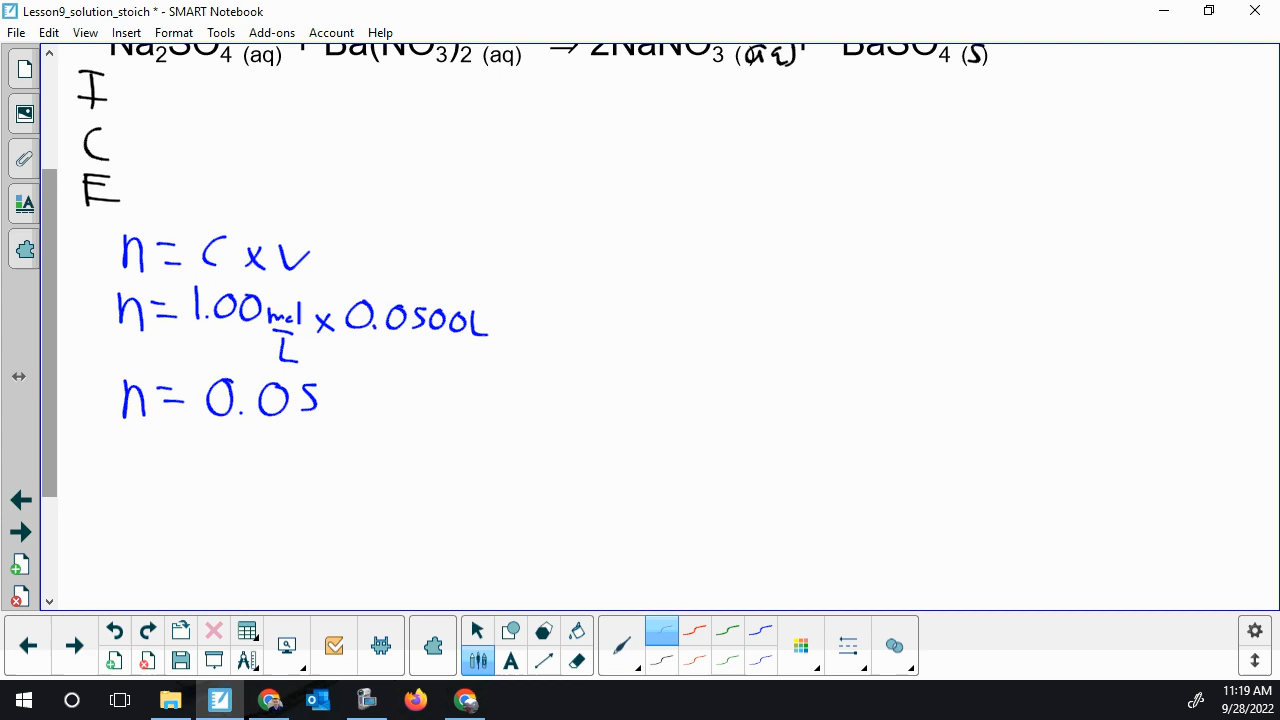 Lesson9_solution_stoich * - SMART Notebook
File Edit View Insert Format Tools Add-ons Account Help
Na₂SO₄ (aq) + Ba(NO₃)₂ (aq) ⇒ 2NaNO₃ (aq) + BaSO₄ (s)
I
C
E
n = C x V
n = 1.00 mol/L x 0.0500L
n = 0.05
11:19 AM
9/28/2022